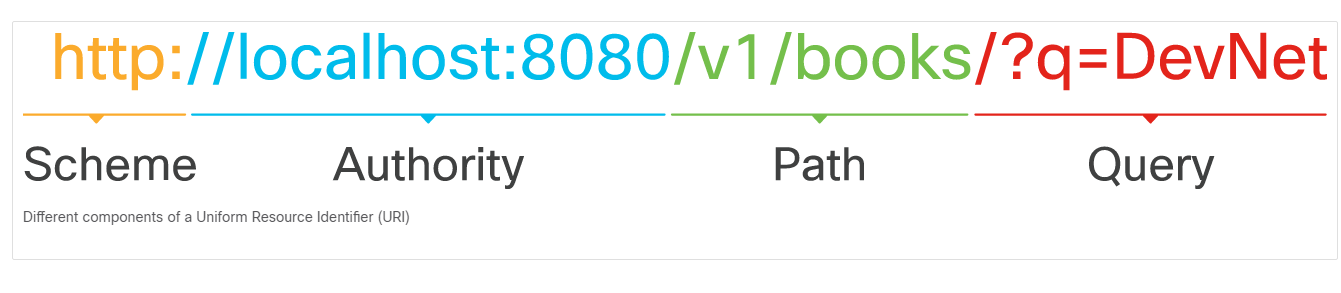 http://localhost:8080/v1/books/?q=DevNet
Scheme Authority Path Query
Different components of a Uniform Resource Identifier (URI)